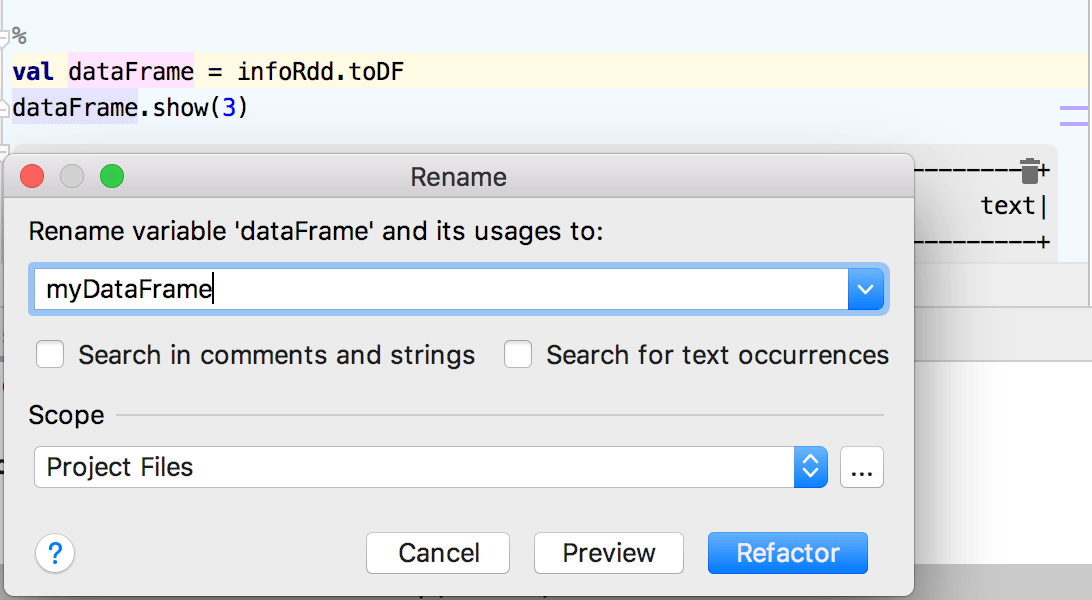 %
val dataFrame = infoRdd.toDF
dataFrame.show(3)
---------+
text|
---------+
Rename
Rename variable 'dataFrame' and its usages to:
myDataFrame
Search in comments and strings Search for text occurrences
Scope
Project Files ...
? Cancel Preview Refactor